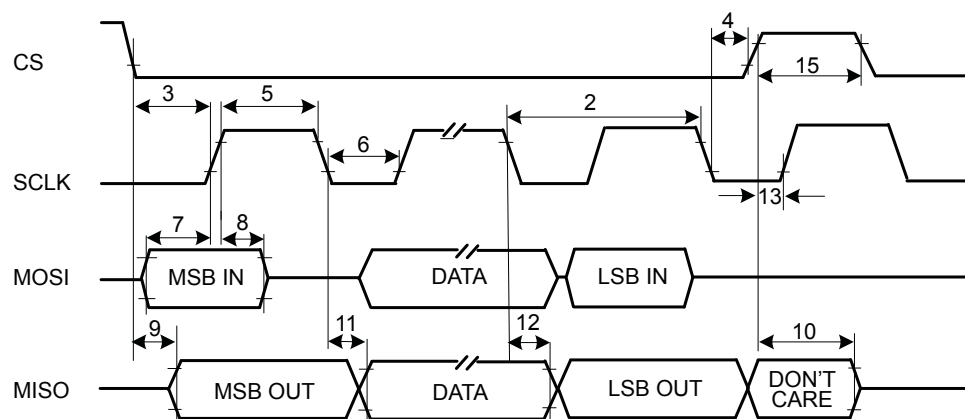 4
CS
15
3
5
2
6
SCLK
13
7
8
MOSI
MSB IN
DATA
LSB IN
9
11
12
10
MISO
MSB OUT
DATA
LSB OUT
DON'T
CARE